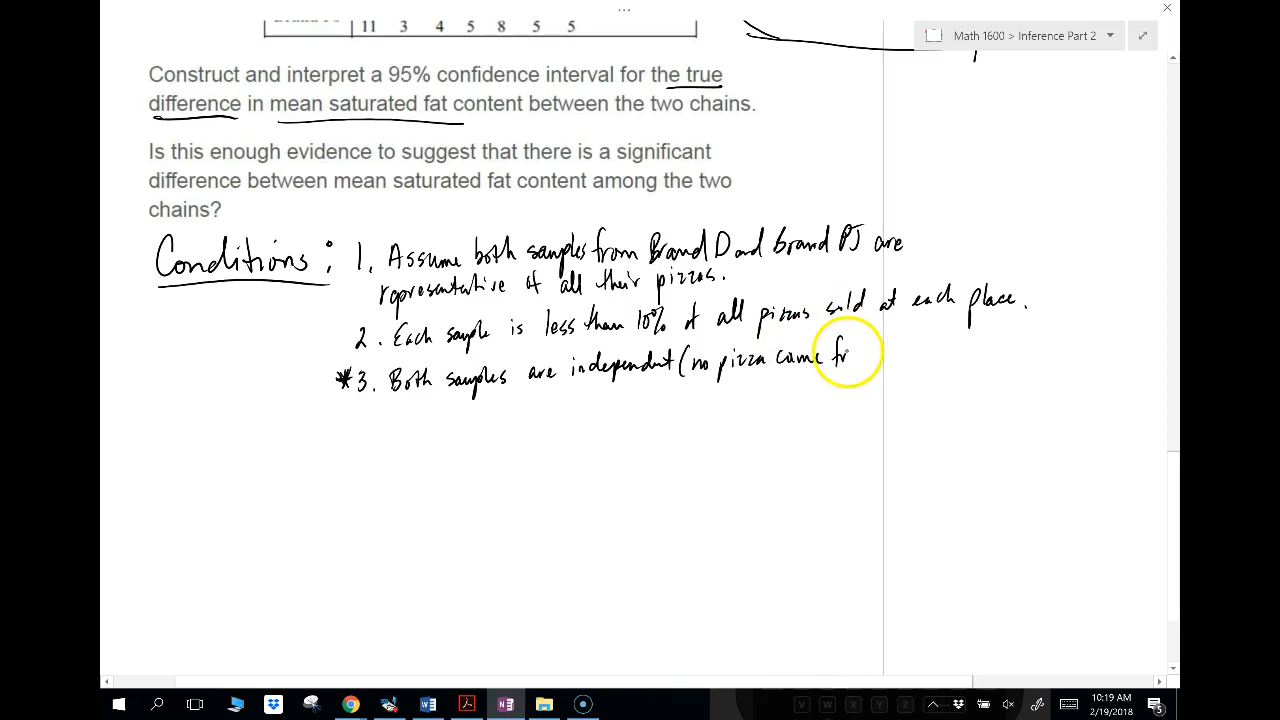 Math 1600 > Inference Part 2
11 3 4 5 8 5 5
Construct and interpret a 95% confidence interval for the true
difference in mean saturated fat content between the two chains.
Is this enough evidence to suggest that there is a significant
difference between mean saturated fat content among the two
chains?
Conditions: 1. Assume both samples from Brand D and brand PJ are
representative of all their pizzas.
2. Each sample is less than 10% of all pizzas sold at each place.
*3. Both samples are independent (no pizza came fr
V W X Y Z
10:19 AM
2/19/2018
5